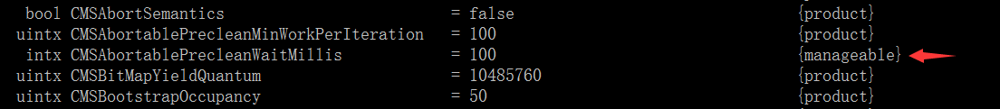 bool CMSAbortSemantics = false {product}
uintx CMSAbortablePrecleanMinWorkPerIteration = 100 {product}
intx CMSAbortablePrecleanWaitMillis = 100 {manageable}
uintx CMSBitMapYieldQuantum = 10485760 {product}
uintx CMSBootstrapOccupancy = 50 {product}